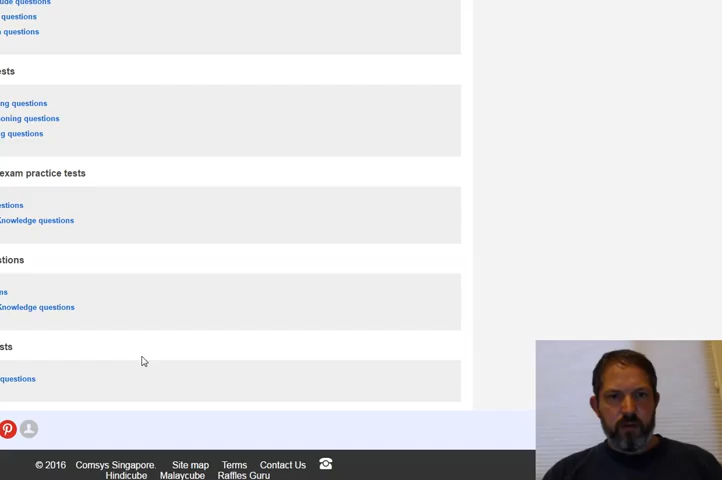 ude questions
questions
questions
ests
ng questions
oning questions
g questions
exam practice tests
estions
Knowledge questions
stions
ns
Knowledge questions
sts
questions
© 2016 Comsys Singapore. Site map Terms Contact Us
Hindicube Malaycube Raffles Guru